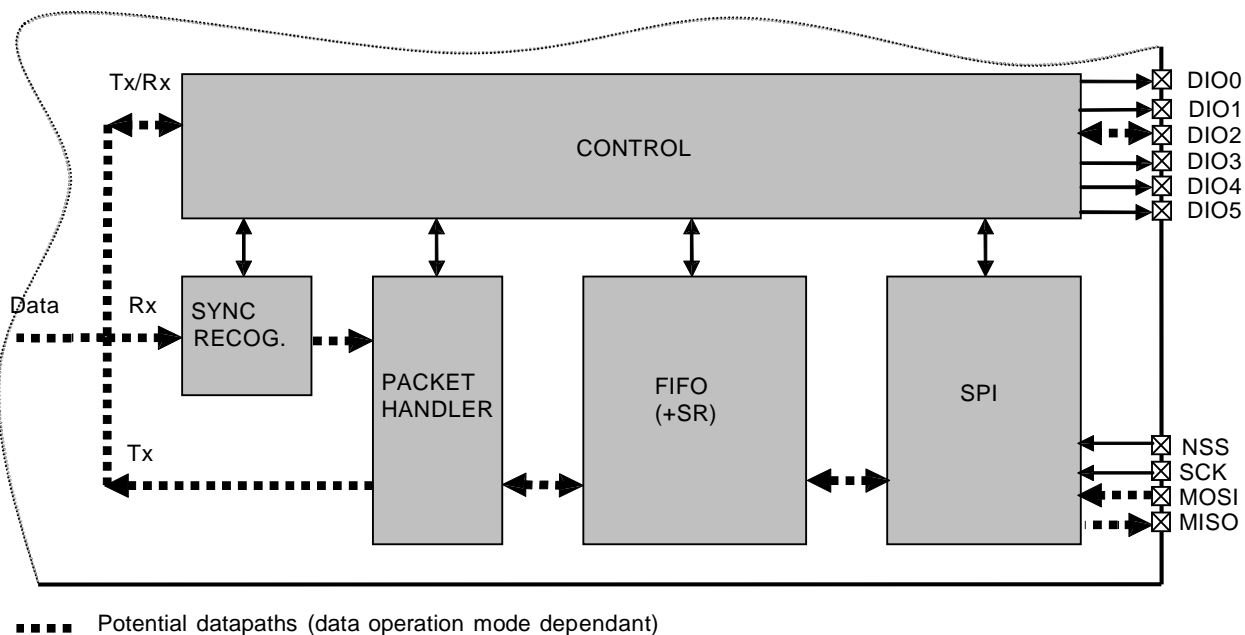 Tx/Rx
CONTROL
DIO0
DIO1
DIO2
DIO3
DIO4
DIO5
Data
Rx
SYNC
RECOG.
PACKET
HANDLER
FIFO
(+SR)
SPI
Tx
NSS
SCK
MOSI
MISO
Potential datapaths (data operation mode dependant)